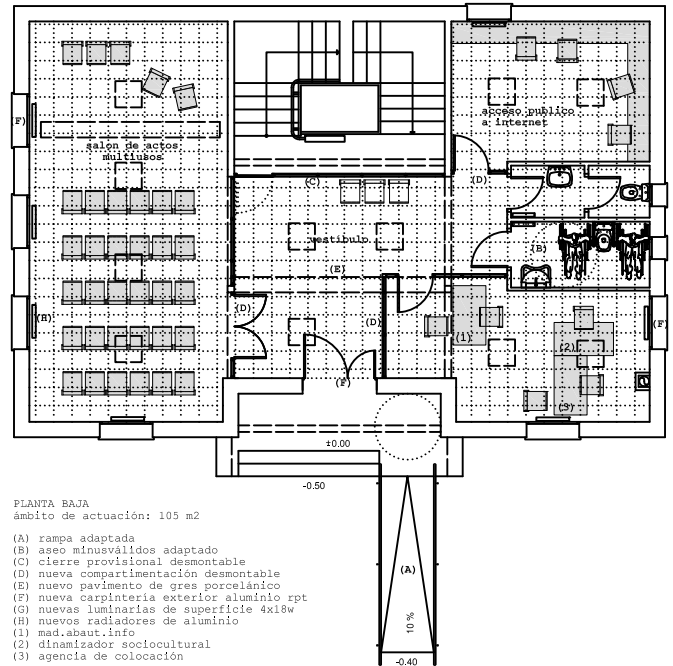 (F)
salon de actos
multiusos
acceso publico
a internet
(C)
(D)
vestibulo
(B)
(E)
(D)
(H)
(D)
(1)
(2)
(F)
(F)
(3)
±0.00
-0.50
(A)
10 %
-0.40
PLANTA BAJA
ámbito de actuación: 105 m2
(A) rampa adaptada
(B) aseo minusválidos adaptado
(C) cierre provisional desmontable
(D) nueva compartimentación desmontable
(E) nuevo pavimento de gres porcelánico
(F) nueva carpintería exterior aluminio rpt
(G) nuevas luminarias de superficie 4x18w
(H) nuevos radiadores de aluminio
(1) mad.abaut.info
(2) dinamizador sociocultural
(3) agencia de colocación